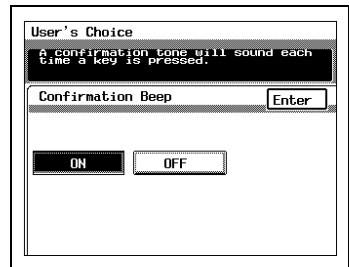 User's Choice
A confirmation tone will sound each
time a key is pressed.
Confirmation Beep
Enter
ON OFF